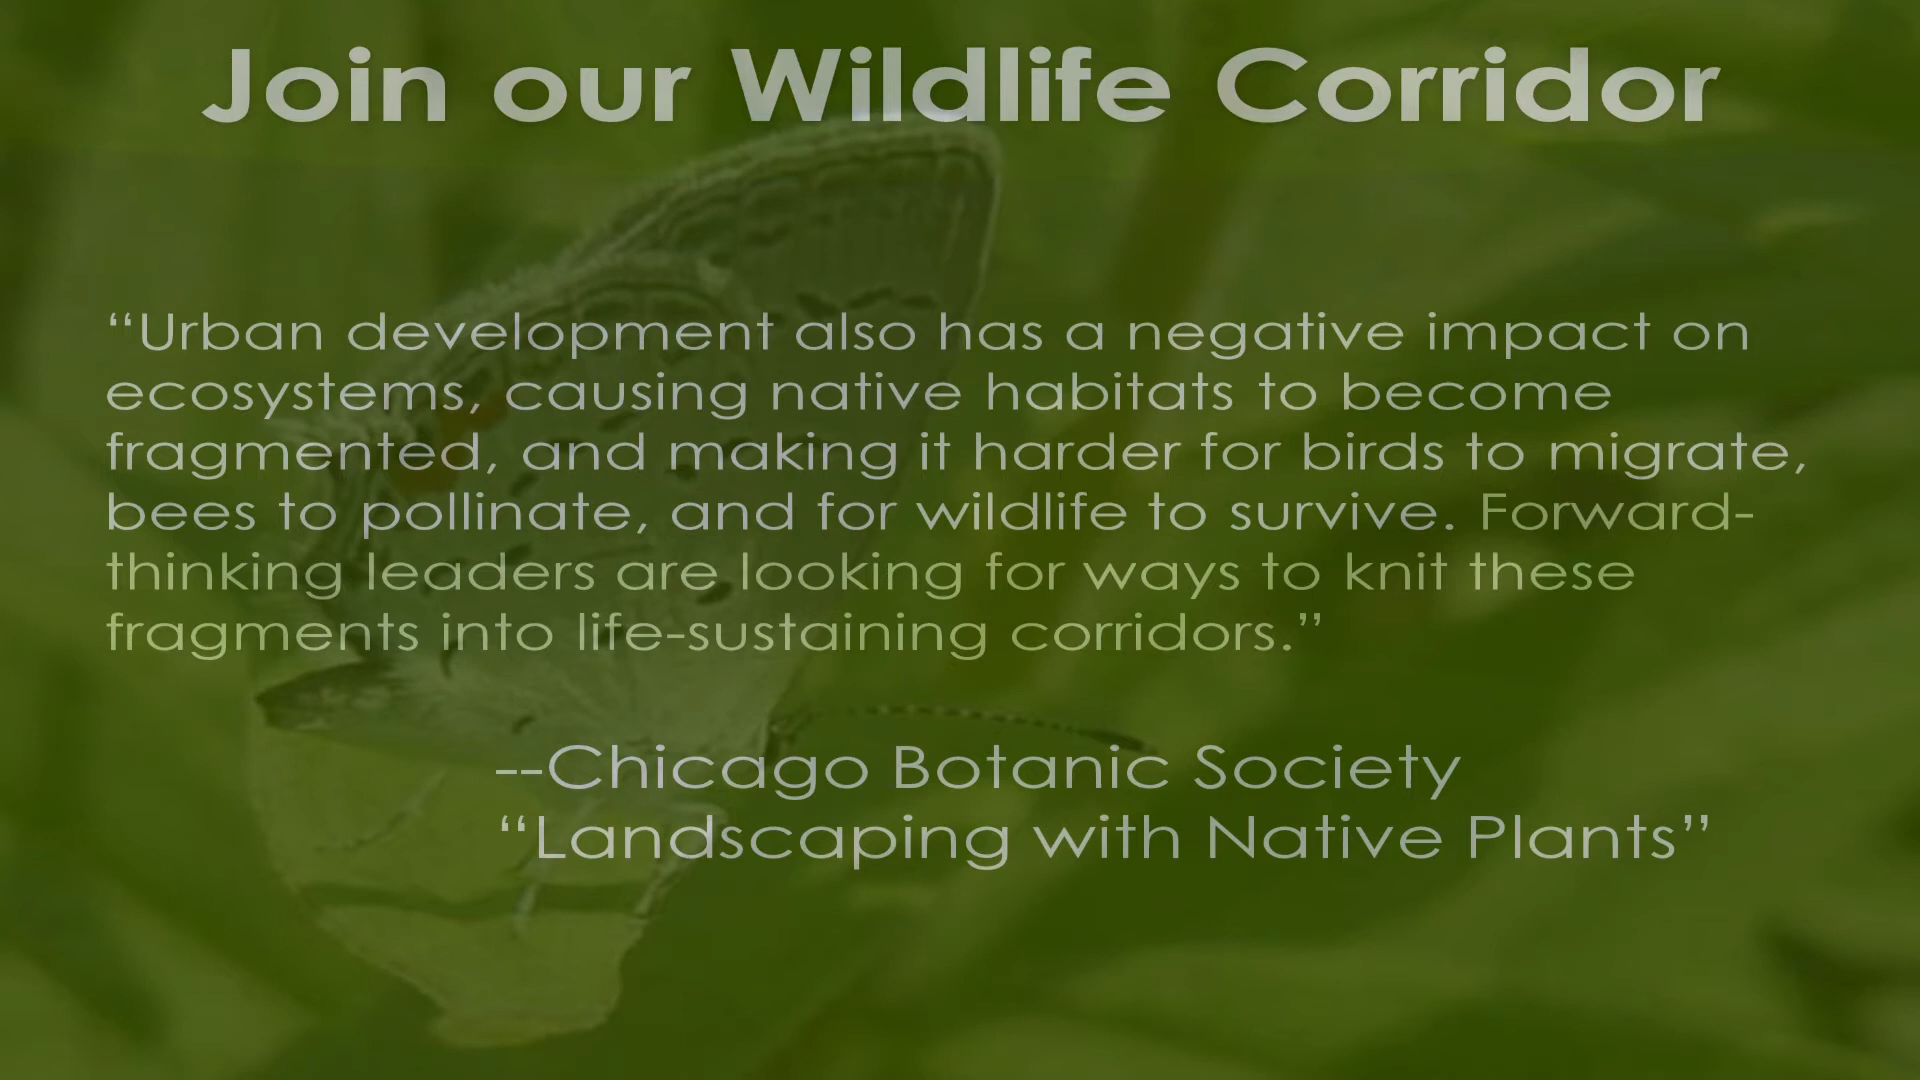 Join our Wildlife Corridor
“Urban development also has a negative impact on
ecosystems, causing native habitats to become
fragmented, and making it harder for birds to migrate,
bees to pollinate, and for wildlife to survive. Forward-
thinking leaders are looking for ways to knit these
fragments into life-sustaining corridors.”
--Chicago Botanic Society
“Landscaping with Native Plants”